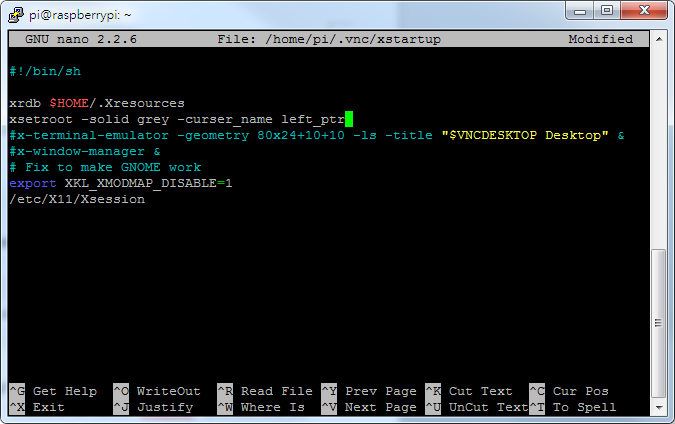 pi@raspberrypi: ~
GNU nano 2.2.6 File: /home/pi/.vnc/xstartup Modified
#!/bin/sh
xrdb $HOME/.Xresources
xsetroot -solid grey -curser_name left_ptr
#x-terminal-emulator -geometry 80x24+10+10 -ls -title "$VNCDESKTOP Desktop" &
#x-window-manager &
# Fix to make GNOME work
export XKL_XMODMAP_DISABLE=1
/etc/X11/Xsession
^G Get Help ^O WriteOut ^R Read File ^Y Prev Page ^K Cut Text ^C Cur Pos
^X Exit ^J Justify ^W Where Is ^V Next Page ^U UnCut Text^T To Spell